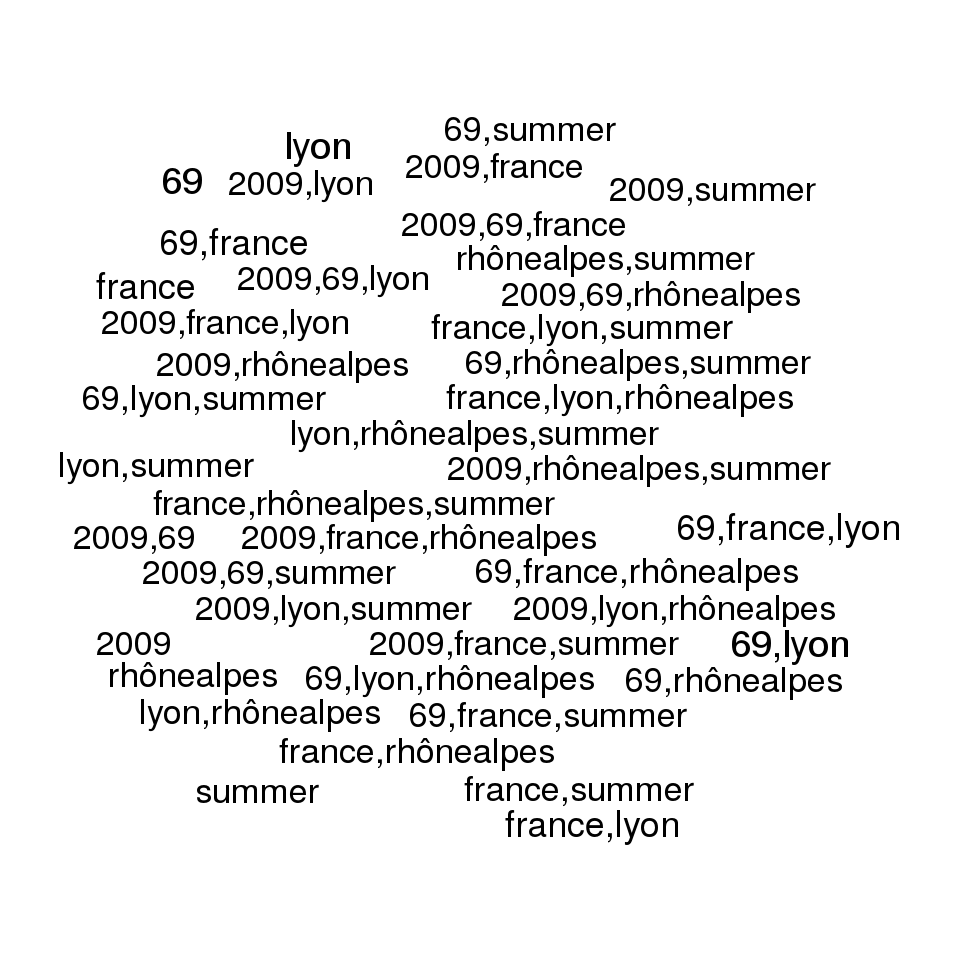 69,summer
lyon
2009,france
69 2009,lyon
2009,summer
2009,69,france
69,france
rhônealpes,summer
france 2009,69,lyon
2009,69,rhônealpes
2009,france,lyon france,lyon,summer
2009,rhônealpes 69,rhônealpes,summer
69,lyon,summer france,lyon,rhônealpes
lyon,rhônealpes,summer
lyon,summer 2009,rhônealpes,summer
france,rhônealpes,summer
69,france,lyon
2009,69 2009,france,rhônealpes
2009,69,summer 69,france,rhônealpes
2009,lyon,summer 2009,lyon,rhônealpes
2009 2009,france,summer 69,lyon
rhônealpes 69,lyon,rhônealpes 69,rhônealpes
lyon,rhônealpes 69,france,summer
france,rhônealpes
summer france,summer
france,lyon